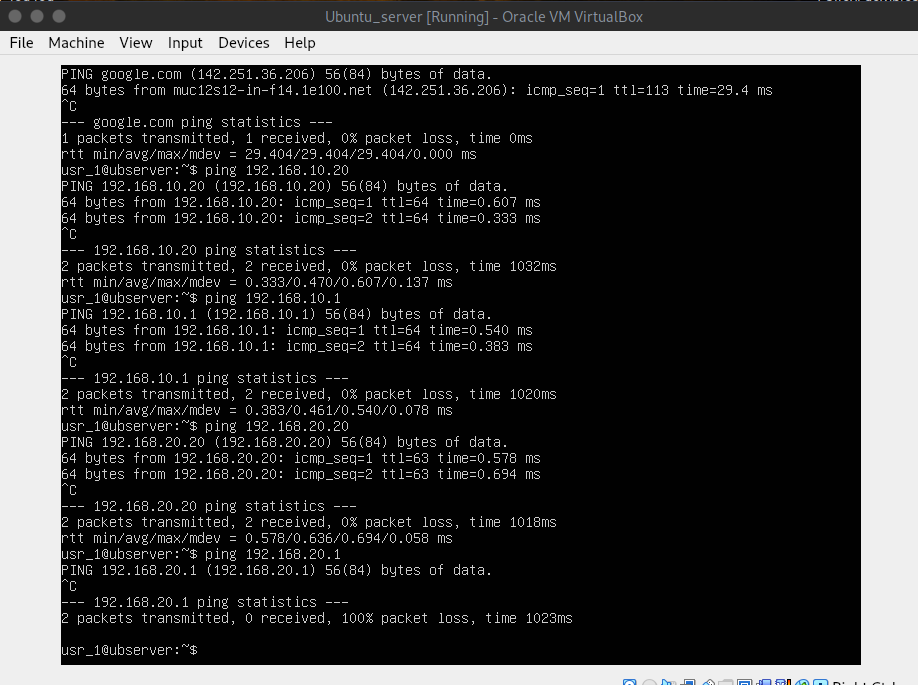 Ubuntu_server [Running] - Oracle VM VirtualBox
File Machine View Input Devices Help
PING google.com (142.251.36.206) 56(84) bytes of data.
64 bytes from muc12s12-in-f14.1e100.net (142.251.36.206): icmp_seq=1 ttl=113 time=29.4 ms
^C
--- google.com ping statistics ---
1 packets transmitted, 1 received, 0% packet loss, time 0ms
rtt min/avg/max/mdev = 29.404/29.404/29.404/0.000 ms
usr_1@ubserver:~$ ping 192.168.10.20
PING 192.168.10.20 (192.168.10.20) 56(84) bytes of data.
64 bytes from 192.168.10.20: icmp_seq=1 ttl=64 time=0.607 ms
64 bytes from 192.168.10.20: icmp_seq=2 ttl=64 time=0.333 ms
^C
--- 192.168.10.20 ping statistics ---
2 packets transmitted, 2 received, 0% packet loss, time 1032ms
rtt min/avg/max/mdev = 0.333/0.470/0.607/0.137 ms
usr_1@ubserver:~$ ping 192.168.10.1
PING 192.168.10.1 (192.168.10.1) 56(84) bytes of data.
64 bytes from 192.168.10.1: icmp_seq=1 ttl=64 time=0.540 ms
64 bytes from 192.168.10.1: icmp_seq=2 ttl=64 time=0.383 ms
^C
--- 192.168.10.1 ping statistics ---
2 packets transmitted, 2 received, 0% packet loss, time 1020ms
rtt min/avg/max/mdev = 0.383/0.461/0.540/0.078 ms
usr_1@ubserver:~$ ping 192.168.20.20
PING 192.168.20.20 (192.168.20.20) 56(84) bytes of data.
64 bytes from 192.168.20.20: icmp_seq=1 ttl=63 time=0.578 ms
64 bytes from 192.168.20.20: icmp_seq=2 ttl=63 time=0.694 ms
^C
--- 192.168.20.20 ping statistics ---
2 packets transmitted, 2 received, 0% packet loss, time 1018ms
rtt min/avg/max/mdev = 0.578/0.636/0.694/0.058 ms
usr_1@ubserver:~$ ping 192.168.20.1
PING 192.168.20.1 (192.168.20.1) 56(84) bytes of data.
^C
--- 192.168.20.1 ping statistics ---
2 packets transmitted, 0 received, 100% packet loss, time 1023ms
usr_1@ubserver:~$